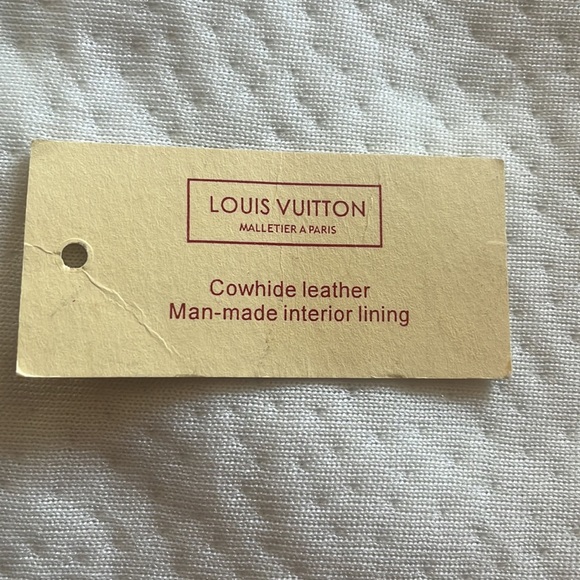 LOUIS VUITTON
MALLETIER A PARIS
Cowhide leather
Man-made interior lining